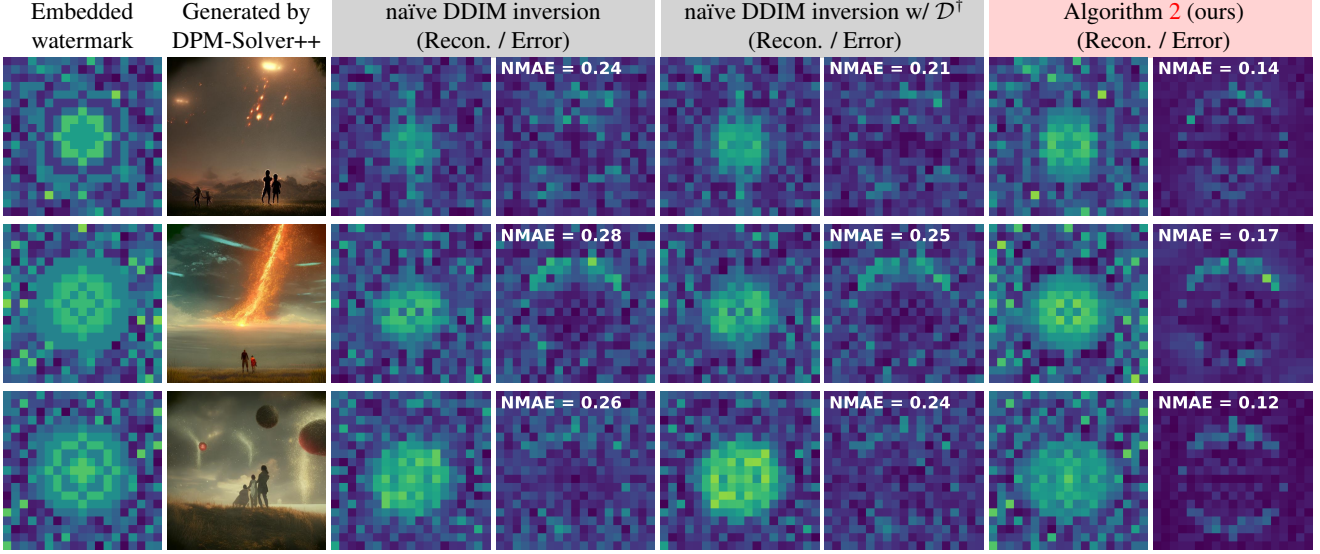 Embedded
watermark
Generated by
DPM-Solver++
naïve DDIM inversion
(Recon. / Error)
naïve DDIM inversion w/ 𝒟†
(Recon. / Error)
Algorithm 2 (ours)
(Recon. / Error)
NMAE = 0.24
NMAE = 0.21
NMAE = 0.14
NMAE = 0.28
NMAE = 0.25
NMAE = 0.17
NMAE = 0.26
NMAE = 0.24
NMAE = 0.12